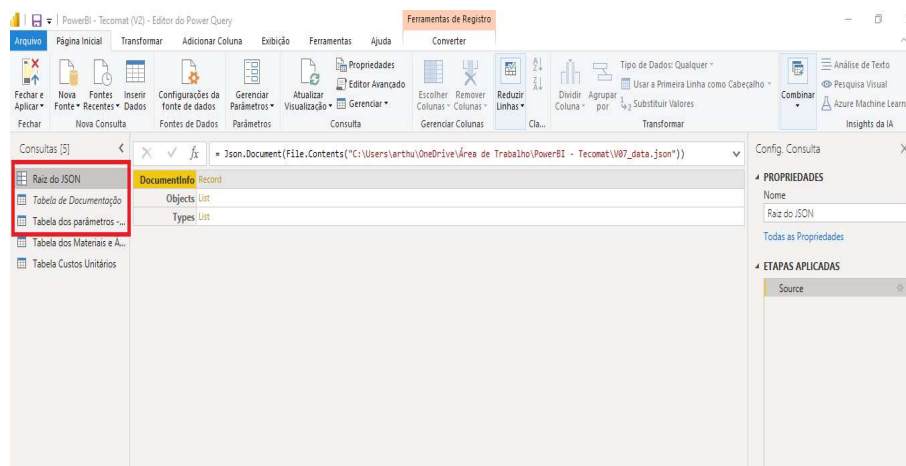 PowerBI - Tecomat (V2) - Editor do Power Query
Ferramentas de Registro
Arquivo Página Inicial Transformar Adicionar Coluna Exibição Ferramentas Ajuda Converter
Fechar e Aplicar
Nova Fonte
Fontes Recentes
Inserir Dados
Configurações da fonte de dados
Gerenciar Parâmetros
Atualizar Visualização
Propriedades
Editor Avançado
Gerenciar
Escolher Colunas
Remover Colunas
Reduzir Linhas
Dividir Coluna
Agrupar por
Tipo de Dados: Qualquer
Usar a Primeira Linha como Cabeçalho
Substituir Valores
Combinar
Análise de Texto
Pesquisa Visual
Azure Machine Learn
Fechar Nova Consulta Fontes de Dados Parâmetros Consulta Gerenciar Colunas Cla... Transformar Insights da IA
Consultas [5]
fx = Json.Document(File.Contents("C:\Users\arthu\OneDrive\Área de Trabalho\PowerBI - Tecomat\V07_data.json"))
Raiz do JSON
Tabela de Documentação
Tabela dos parâmetros -...
Tabela dos Materiais e A...
Tabela Custos Unitários
DocumentInfo Record
Objects List
Types List
Config. Consulta
PROPRIEDADES
Nome
Raiz do JSON
Todas as Propriedades
ETAPAS APLICADAS
Source